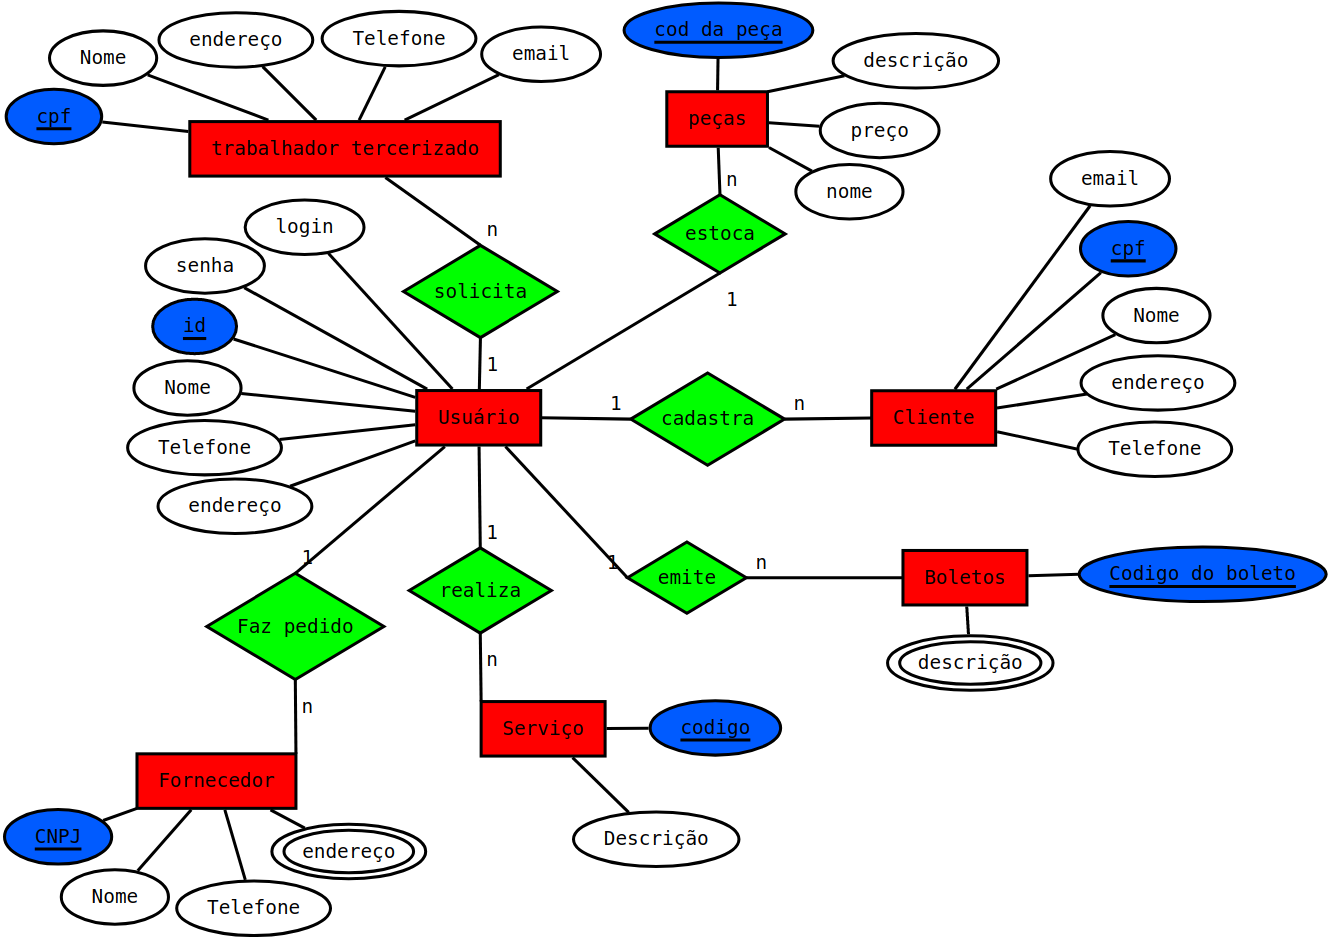 cod da peça
endereço
Telefone
Nome
email
descrição
cpf
trabalhador tercerizado
peças
preço
nome
n
email
login
n
estoca
cpf
senha
solicita
1
id
Nome
1
Nome
endereço
Usuário
1
cadastra
n
Cliente
Telefone
Telefone
endereço
1
1
1
emite
n
Boletos
Codigo do boleto
realiza
Faz pedido
n
descrição
n
Serviço
codigo
Fornecedor
CNPJ
endereço
Descrição
Nome
Telefone